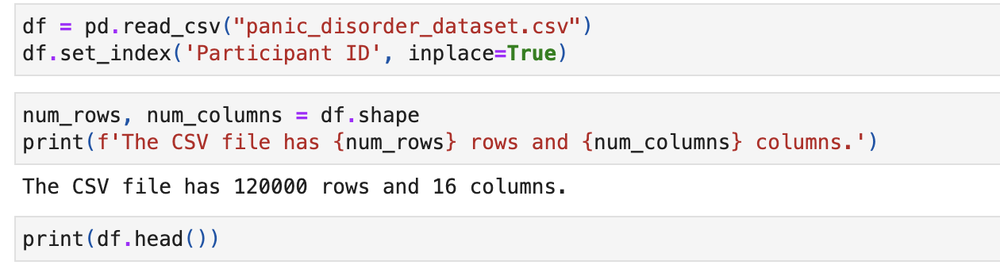 df = pd.read_csv("panic_disorder_dataset.csv")
df.set_index('Participant ID', inplace=True)
num_rows, num_columns = df.shape
print(f'The CSV file has {num_rows} rows and {num_columns} columns.')
The CSV file has 120000 rows and 16 columns.
print(df.head())